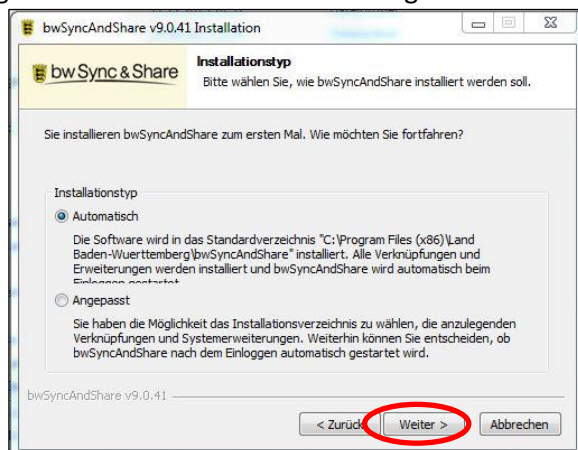 bwSyncAndShare v9.0.41 Installation
bw Sync & Share
Installationstyp
Bitte wählen Sie, wie bwSyncAndShare installiert werden soll.
Sie installieren bwSyncAndShare zum ersten Mal. Wie möchten Sie fortfahren?
Installationstyp
Automatisch
Die Software wird in das Standardverzeichnis "C:\Program Files (x86)\Land
Baden-Wuerttemberg\bwSyncAndShare" installiert. Alle Verknüpfungen und
Erweiterungen werden installiert und bwSyncAndShare wird automatisch beim
Einloggen gestartet
Angepasst
Sie haben die Möglichkeit das Installationsverzeichnis zu wählen, die anzulegenden
Verknüpfungen und Systemerweiterungen. Weiterhin können Sie entscheiden, ob
bwSyncAndShare nach dem Einloggen automatisch gestartet wird.
bwSyncAndShare v9.0.41
< Zurück Weiter > Abbrechen